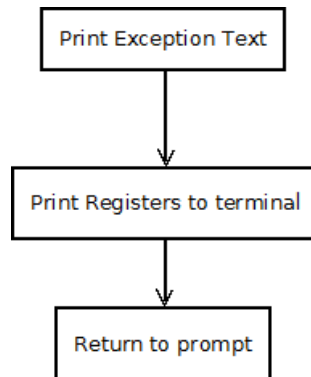 Print Exception Text
Print Registers to terminal
Return to prompt